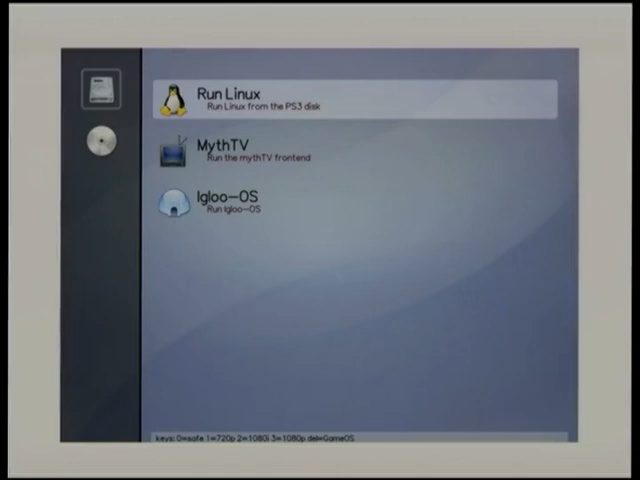 Run Linux
Run Linux from the PS3 disk
MythTV
Run the mythTV frontend
Igloo-OS
Run Igloo-OS
keys: 0=safe 1=720p 2=1080i 3=1080p del=GameOS